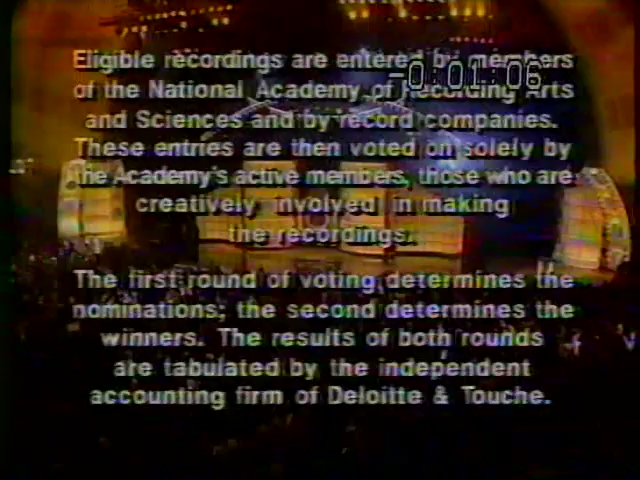 Eligible recordings are entered by members
-0:01:06
of the National Academy of Recording Arts
and Sciences and by record companies.
These entries are then voted on solely by
the Academy's active members, those who are
creatively involved in making
the recordings.
The first round of voting determines the
nominations; the second determines the
winners. The results of both rounds
are tabulated by the independent
accounting firm of Deloitte & Touche.